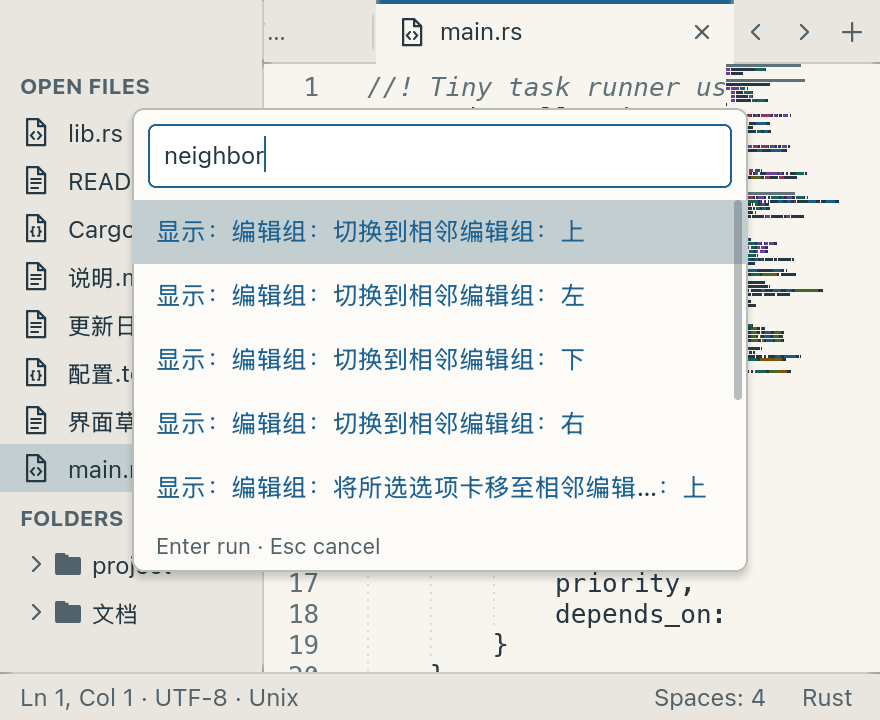 ...
main.rs
OPEN FILES
lib.rs
READ
Cargo
说明.m
更新日
配置.to
界面草
main.r
FOLDERS
project
文档
1 //! Tiny task runner us
neighbor
显示：编辑组：切换到相邻编辑组：上
显示：编辑组：切换到相邻编辑组：左
显示：编辑组：切换到相邻编辑组：下
显示：编辑组：切换到相邻编辑组：右
显示：编辑组：将所选选项卡移至相邻编辑…：上
Enter run · Esc cancel
17 priority,
18 depends_on:
19 }
20 }
Ln 1, Col 1 · UTF-8 · Unix
Spaces: 4
Rust